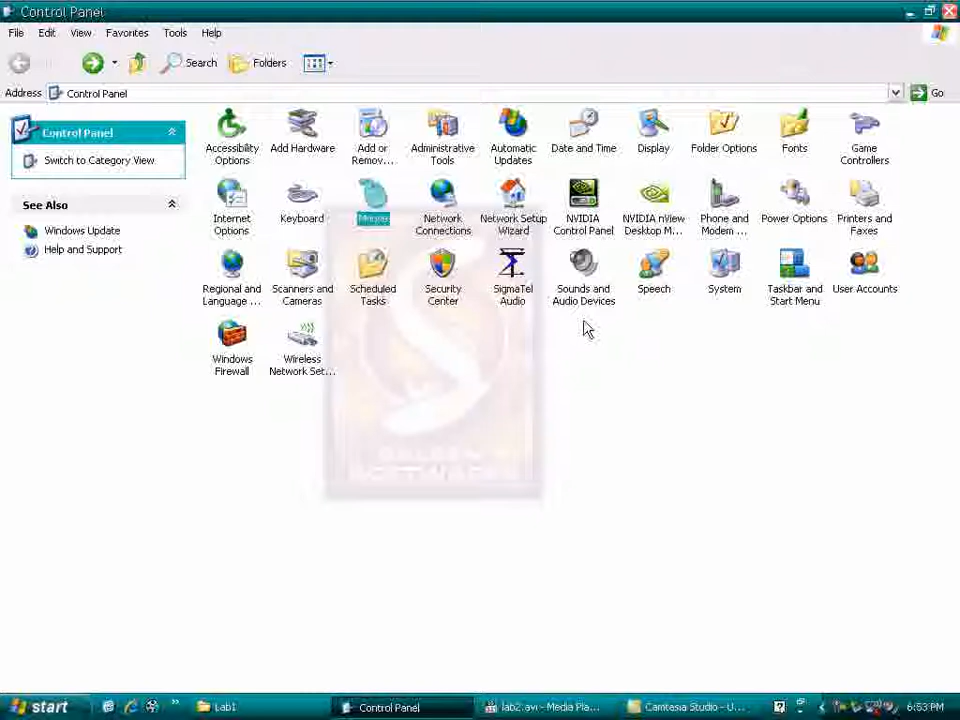 Control Panel
File Edit View Favorites Tools Help
Search Folders
Address Control Panel Go
Control Panel
Switch to Category View
See Also
Windows Update
Help and Support
Accessibility Options
Add Hardware
Add or Remov...
Administrative Tools
Automatic Updates
Date and Time
Display
Folder Options
Fonts
Game Controllers
Internet Options
Keyboard
Mouse
Network Connections
Network Setup Wizard
NVIDIA Control Panel
NVIDIA nView Desktop M...
Phone and Modem ...
Power Options
Printers and Faxes
Regional and Language ...
Scanners and Cameras
Scheduled Tasks
Security Center
SigmaTel Audio
Sounds and Audio Devices
Speech
System
Taskbar and Start Menu
User Accounts
Windows Firewall
Wireless Network Set...
start Lab1 Control Panel lab2.avi - Media Pla... Camtasia Studio - U... 6:53 PM